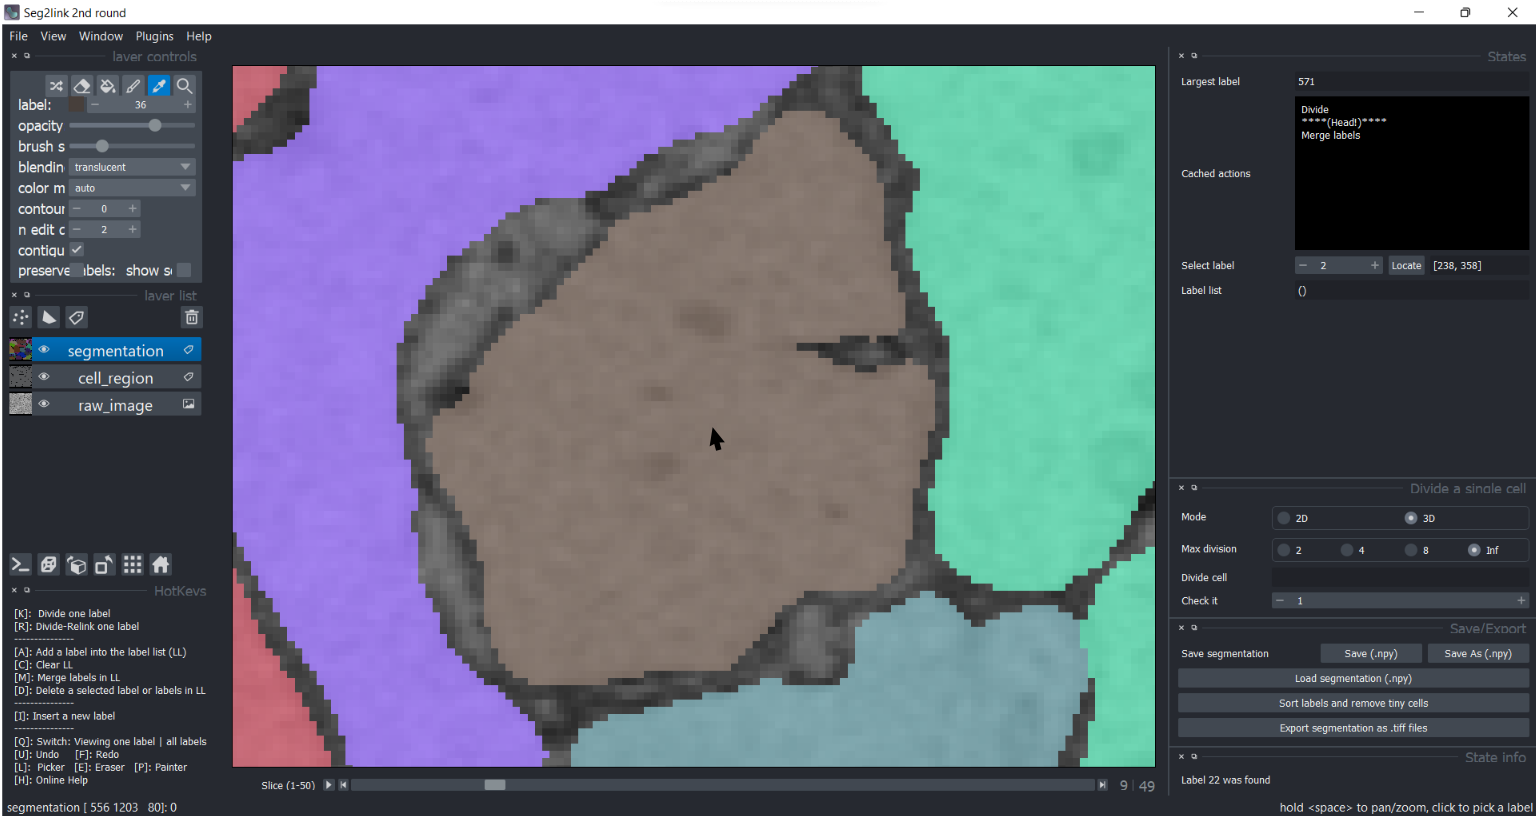 Seg2link 2nd round
File View Window Plugins Help
layer controls
label: 36
opacity
brush s
blendin translucent
color m auto
contour 0
n edit c 2
contigu
preserve abels: show s
layer list
segmentation
cell_region
raw_image
HotKeys
[K]: Divide one label
[R]: Divide-Relink one label
---------------
[A]: Add a label into the label list (LL)
[C]: Clear LL
[M]: Merge labels in LL
[D]: Delete a selected label or labels in LL
---------------
[I]: Insert a new label
---------------
[Q]: Switch: Viewing one label | all labels
[U]: Undo [F]: Redo
[L]: Picker [E]: Eraser [P]: Painter
[H]: Online Help
segmentation [ 556 1203 80]: 0
Slice (1-50) 9 49
States
Largest label 571
Cached actions
Divide
****(Head!)****
Merge labels
Select label 2 Locate [238, 358]
Label list ()
Divide a single cell
Mode 2D 3D
Max division 2 4 8 Inf
Divide cell
Check it 1
Save/Export
Save segmentation Save (.npy) Save As (.npy)
Load segmentation (.npy)
Sort labels and remove tiny cells
Export segmentation as .tiff files
State info
Label 22 was found
hold <space> to pan/zoom, click to pick a label